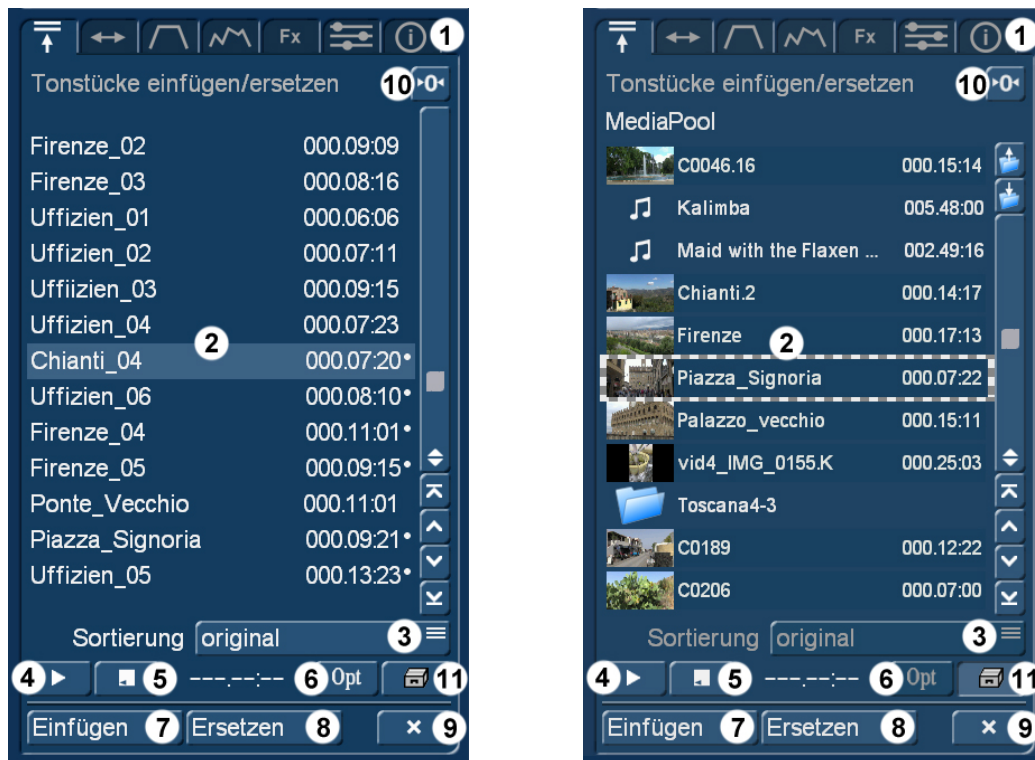 Fx
1
Tonstücke einfügen/ersetzen 10 ▸0◂
Firenze_02 000.09:09
Firenze_03 000.08:16
Uffizien_01 000.06:06
Uffizien_02 000.07:11
Uffiizien_03 000.09:15
Uffizien_04 000.07:23
2
Chianti_04 000.07:20•
Uffizien_06 000.08:10•
Firenze_04 000.11:01•
Firenze_05 000.09:15•
Ponte_Vecchio 000.11:01
Piazza_Signoria 000.09:21•
Uffizien_05 000.13:23•
Sortierung original 3
4 5 ---.--:-- 6 Opt 11
Einfügen 7 Ersetzen 8 × 9
Fx
1
Tonstücke einfügen/ersetzen 10 ▸0◂
MediaPool
C0046.16 000.15:14
Kalimba 005.48:00
Maid with the Flaxen ... 002.49:16
Chianti.2 000.14:17
Firenze 2 000.17:13
Piazza_Signoria 000.07:22
Palazzo_vecchio 000.15:11
vid4_IMG_0155.K 000.25:03
Toscana4-3
C0189 000.12:22
C0206 000.07:00
Sortierung original 3
4 5 ---.--:-- 6 Opt 11
Einfügen 7 Ersetzen 8 × 9